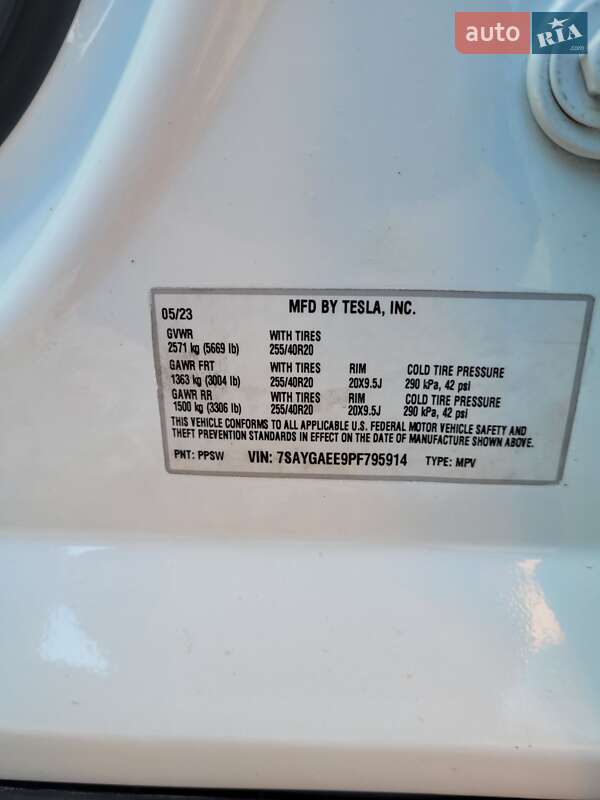 auto RIA .com
05/23 MFD BY TESLA, INC.
GVWR WITH TIRES
2571 kg (5669 lb) 255/40R20
GAWR FRT WITH TIRES RIM COLD TIRE PRESSURE
1363 kg (3004 lb) 255/40R20 20X9.5J 290 kPa, 42 psi
GAWR RR WITH TIRES RIM COLD TIRE PRESSURE
1500 kg (3306 lb) 255/40R20 20X9.5J 290 kPa, 42 psi
THIS VEHICLE CONFORMS TO ALL APPLICABLE U.S. FEDERAL MOTOR VEHICLE SAFETY AND
THEFT PREVENTION STANDARDS IN EFFECT ON THE DATE OF MANUFACTURE SHOWN ABOVE.
PNT: PPSW VIN: 7SAYGAEE9PF795914 TYPE: MPV